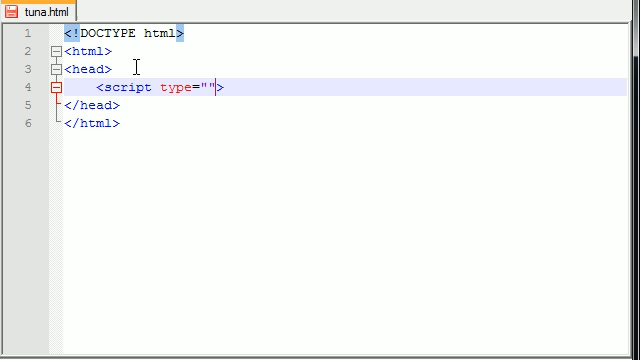 tuna.html
1 <!DOCTYPE html>
2 <html>
3 <head>
4 <script type="">
5 </head>
6 </html>